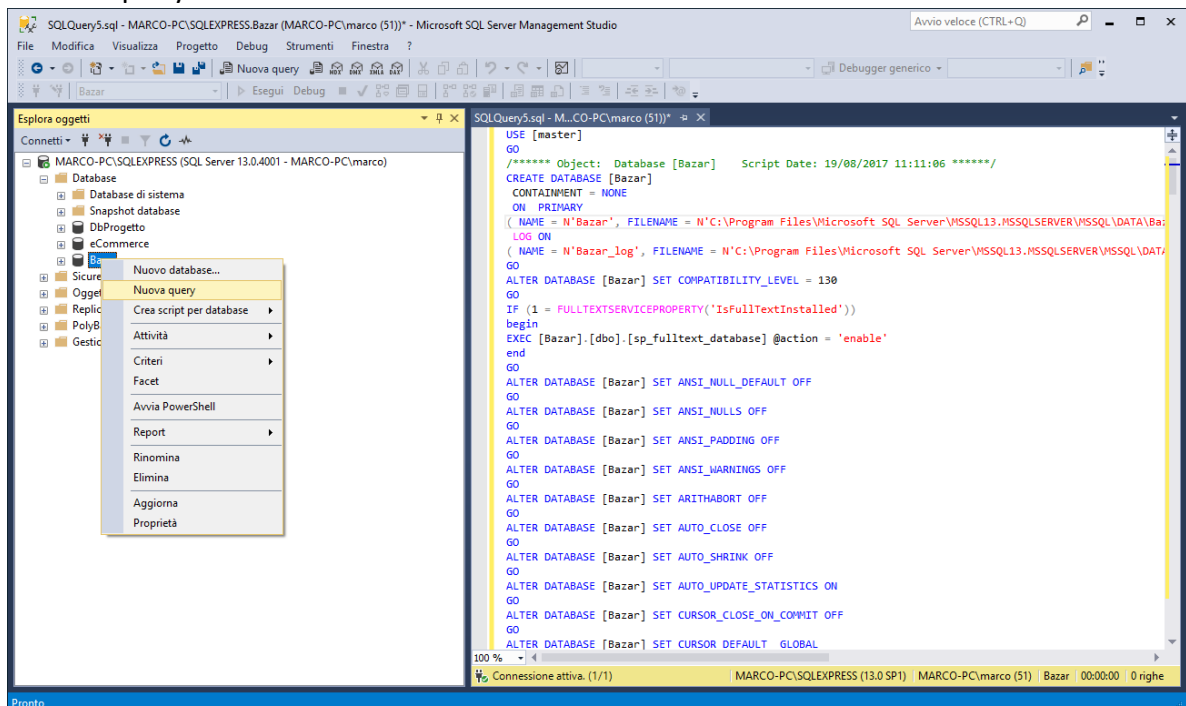 SQLQuery5.sql - MARCO-PC\SQLEXPRESS.Bazar (MARCO-PC\marco (51))* - Microsoft SQL Server Management Studio
Avvio veloce (CTRL+Q)
File Modifica Visualizza Progetto Debug Strumenti Finestra ?
Nuova query MDX DMX XMLA DAX Debugger generico
Bazar Esegui Debug
Esplora oggetti
Connetti
MARCO-PC\SQLEXPRESS (SQL Server 13.0.4001 - MARCO-PC\marco)
Database
Database di sistema
Snapshot database
DbProgetto
eCommerce
Ba
Sicure
Ogget
Replic
PolyB
Gestic
Nuovo database...
Nuova query
Crea script per database
Attività
Criteri
Facet
Avvia PowerShell
Report
Rinomina
Elimina
Aggiorna
Proprietà
SQLQuery5.sql - M...CO-PC\marco (51))*
USE [master]
GO
/****** Object: Database [Bazar] Script Date: 19/08/2017 11:11:06 ******/
CREATE DATABASE [Bazar]
CONTAINMENT = NONE
ON PRIMARY
( NAME = N'Bazar', FILENAME = N'C:\Program Files\Microsoft SQL Server\MSSQL13.MSSQLSERVER\MSSQL\DATA\Baz
LOG ON
( NAME = N'Bazar_log', FILENAME = N'C:\Program Files\Microsoft SQL Server\MSSQL13.MSSQLSERVER\MSSQL\DATA
GO
ALTER DATABASE [Bazar] SET COMPATIBILITY_LEVEL = 130
GO
IF (1 = FULLTEXTSERVICEPROPERTY('IsFullTextInstalled'))
begin
EXEC [Bazar].[dbo].[sp_fulltext_database] @action = 'enable'
end
GO
ALTER DATABASE [Bazar] SET ANSI_NULL_DEFAULT OFF
GO
ALTER DATABASE [Bazar] SET ANSI_NULLS OFF
GO
ALTER DATABASE [Bazar] SET ANSI_PADDING OFF
GO
ALTER DATABASE [Bazar] SET ANSI_WARNINGS OFF
GO
ALTER DATABASE [Bazar] SET ARITHABORT OFF
GO
ALTER DATABASE [Bazar] SET AUTO_CLOSE OFF
GO
ALTER DATABASE [Bazar] SET AUTO_SHRINK OFF
GO
ALTER DATABASE [Bazar] SET AUTO_UPDATE_STATISTICS ON
GO
ALTER DATABASE [Bazar] SET CURSOR_CLOSE_ON_COMMIT OFF
GO
ALTER DATABASE [Bazar] SET CURSOR_DEFAULT GLOBAL
100 %
Connessione attiva. (1/1) MARCO-PC\SQLEXPRESS (13.0 SP1) MARCO-PC\marco (51) Bazar 00:00:00 0 righe
Pronto